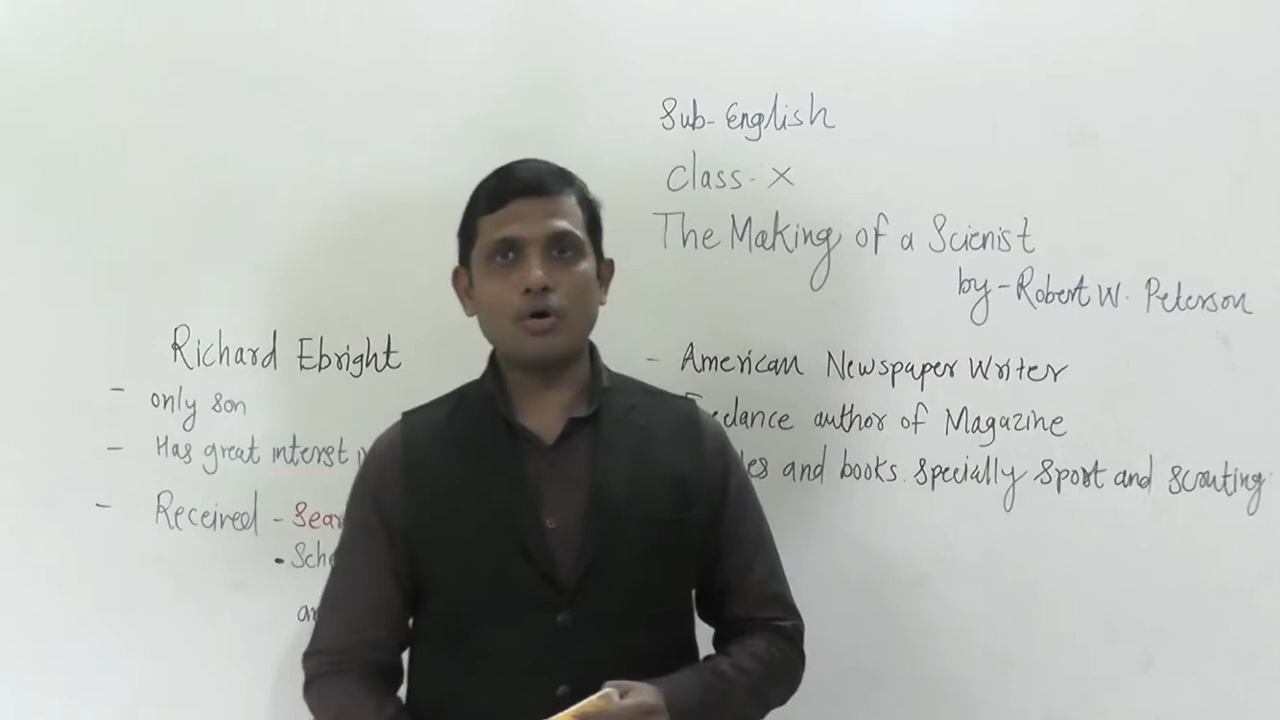 Sub- English
Class - X
The Making of a Scienist
by - Robert W. Peterson
- American Newspaper Writer
author of Magazine
and books. specially sport and scouting
Richard Ebright
- only son
- Has great interst
- Received -